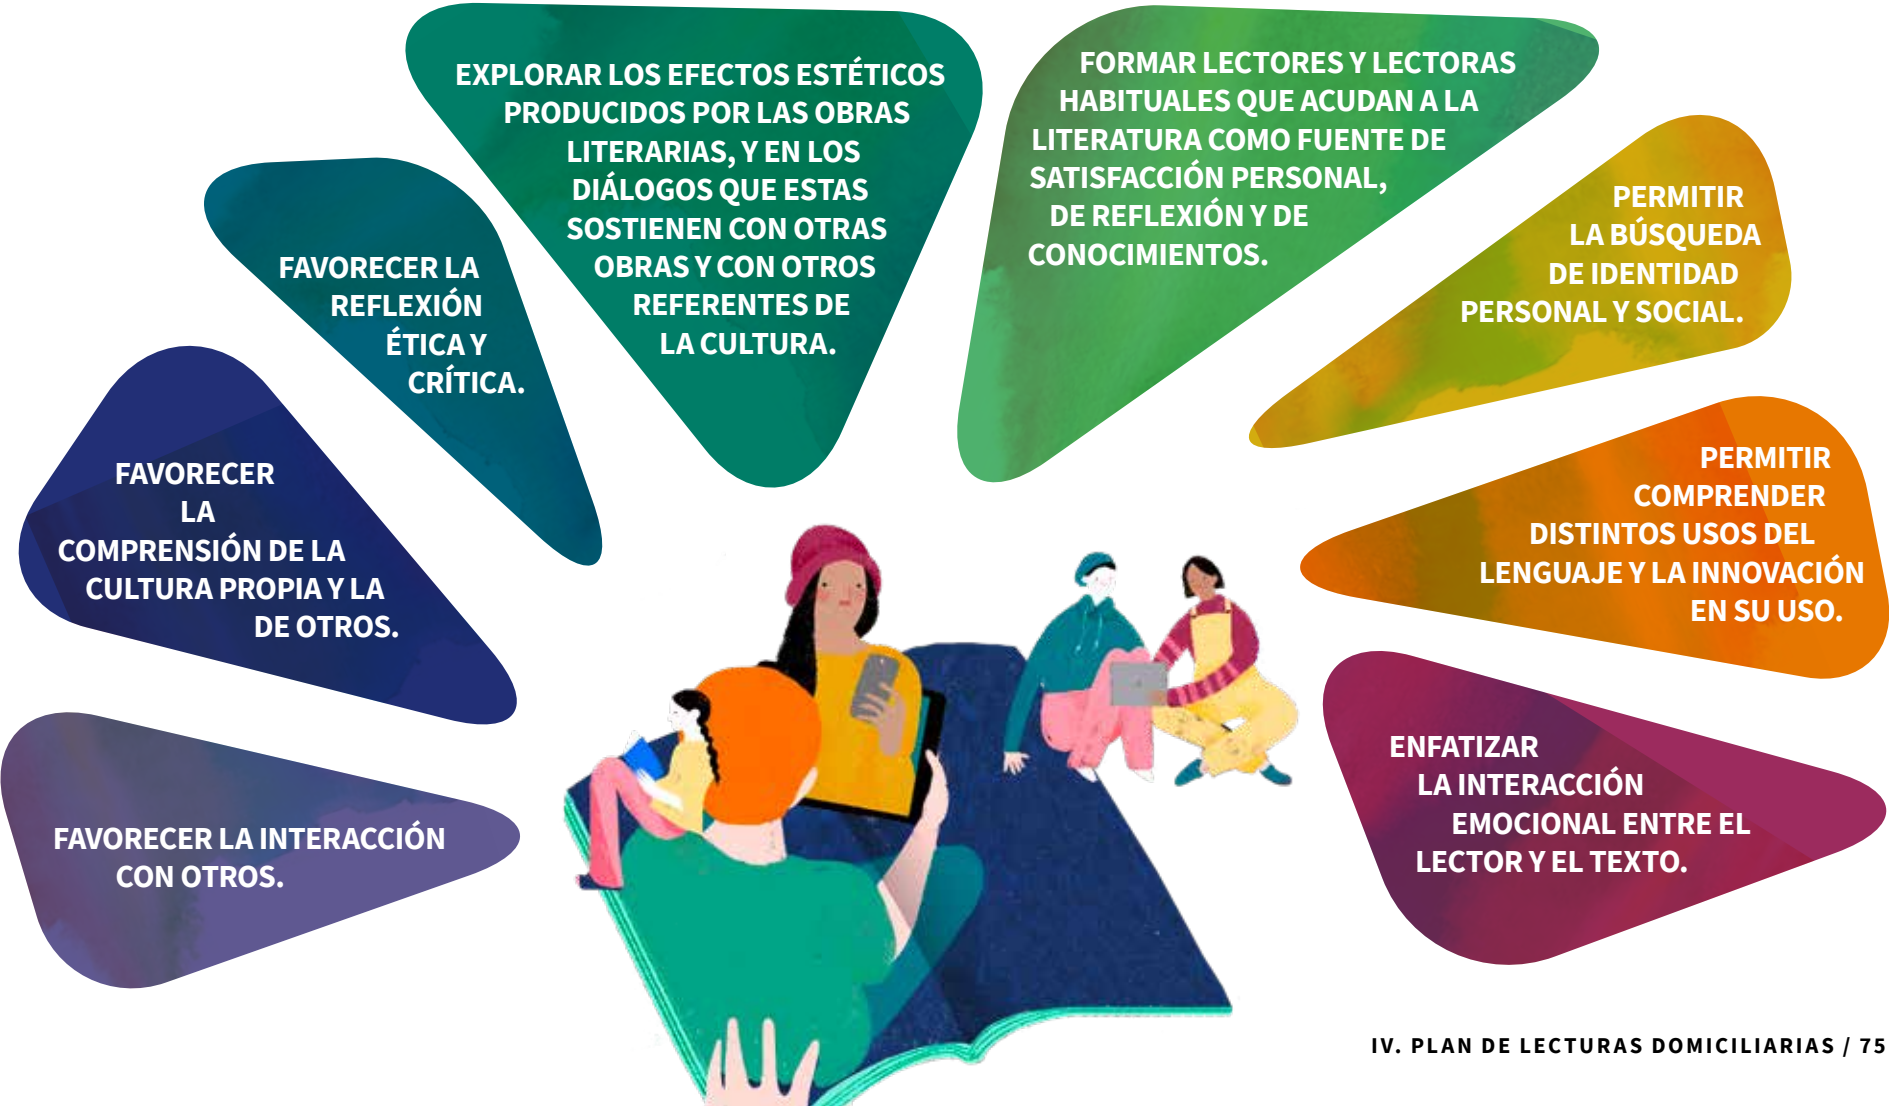 EXPLORAR LOS EFECTOS ESTÉTICOS
PRODUCIDOS POR LAS OBRAS
LITERARIAS, Y EN LOS
DIÁLOGOS QUE ESTAS
SOSTIENEN CON OTRAS
OBRAS Y CON OTROS
REFERENTES DE
LA CULTURA.
FORMAR LECTORES Y LECTORAS
HABITUALES QUE ACUDAN A LA
LITERATURA COMO FUENTE DE
SATISFACCIÓN PERSONAL,
DE REFLEXIÓN Y DE
CONOCIMIENTOS.
FAVORECER LA
REFLEXIÓN
ÉTICA Y
CRÍTICA.
PERMITIR
LA BÚSQUEDA
DE IDENTIDAD
PERSONAL Y SOCIAL.
FAVORECER
LA
COMPRENSIÓN DE LA
CULTURA PROPIA Y LA
DE OTROS.
PERMITIR
COMPRENDER
DISTINTOS USOS DEL
LENGUAJE Y LA INNOVACIÓN
EN SU USO.
FAVORECER LA INTERACCIÓN
CON OTROS.
ENFATIZAR
LA INTERACCIÓN
EMOCIONAL ENTRE EL
LECTOR Y EL TEXTO.
IV. PLAN DE LECTURAS DOMICILIARIAS / 75